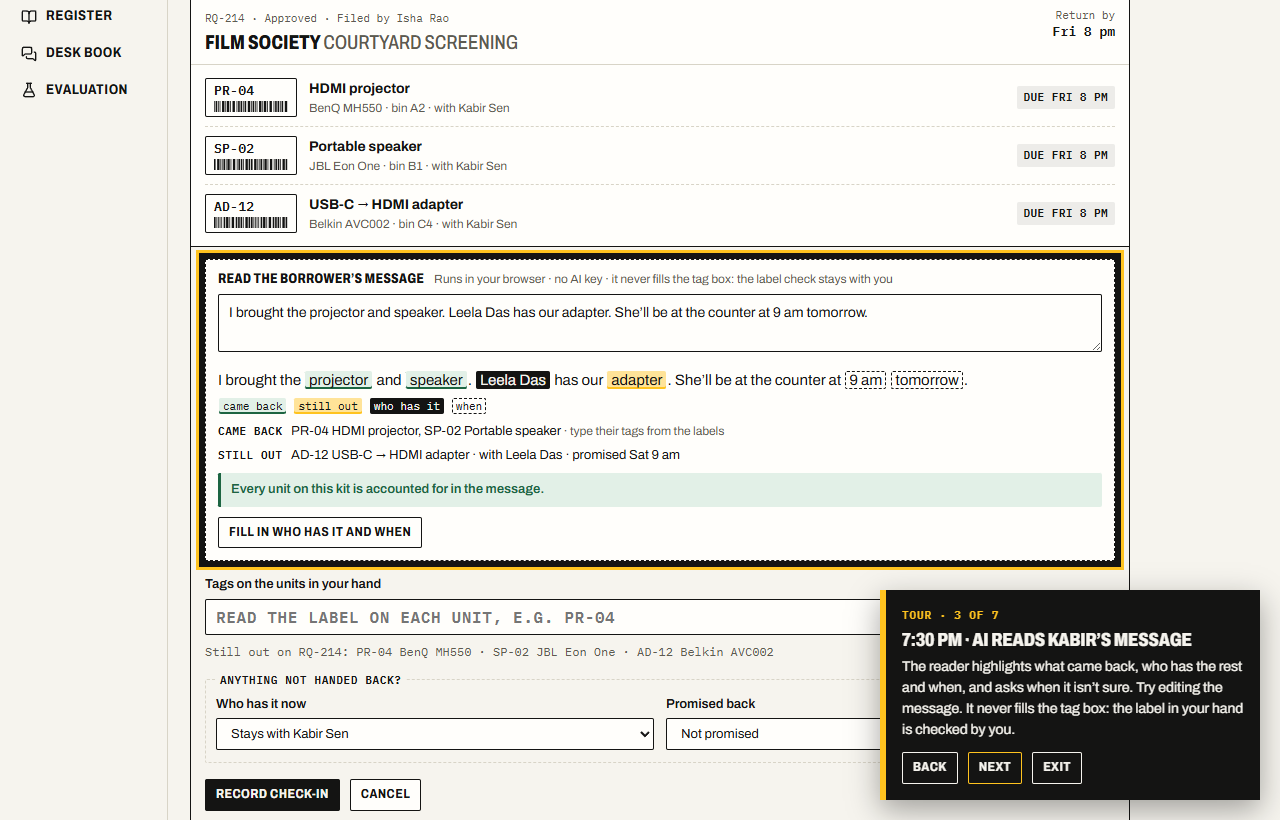 REGISTER
DESK BOOK
EVALUATION
RQ-214 · Approved · Filed by Isha Rao
FILM SOCIETY COURTYARD SCREENING
Return by
Fri 8 pm
PR-04
HDMI projector
BenQ MH550 · bin A2 · with Kabir Sen
DUE FRI 8 PM
SP-02
Portable speaker
JBL Eon One · bin B1 · with Kabir Sen
DUE FRI 8 PM
AD-12
USB-C → HDMI adapter
Belkin AVC002 · bin C4 · with Kabir Sen
DUE FRI 8 PM
READ THE BORROWER’S MESSAGE Runs in your browser · no AI key · it never fills the tag box: the label check stays with you
I brought the projector and speaker. Leela Das has our adapter. She’ll be at the counter at 9 am tomorrow.
I brought the projector and speaker. Leela Das has our adapter. She’ll be at the counter at 9 am tomorrow.
came back still out who has it when
CAME BACK PR-04 HDMI projector, SP-02 Portable speaker · type their tags from the labels
STILL OUT AD-12 USB-C → HDMI adapter · with Leela Das · promised Sat 9 am
Every unit on this kit is accounted for in the message.
FILL IN WHO HAS IT AND WHEN
Tags on the units in your hand
READ THE LABEL ON EACH UNIT, E.G. PR-04
Still out on RQ-214: PR-04 BenQ MH550 · SP-02 JBL Eon One · AD-12 Belkin AVC002
ANYTHING NOT HANDED BACK?
Who has it now
Stays with Kabir Sen
Promised back
Not promised
RECORD CHECK-IN
CANCEL
TOUR · 3 OF 7
7:30 PM · AI READS KABIR’S MESSAGE
The reader highlights what came back, who has the rest
and when, and asks when it isn’t sure. Try editing the
message. It never fills the tag box: the label in your hand
is checked by you.
BACK
NEXT
EXIT